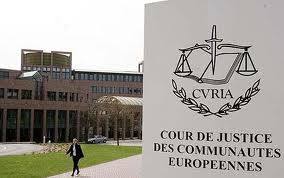 CVRIA
COUR DE JUSTICE
DES COMMUNAUTES
EUROPEENNES